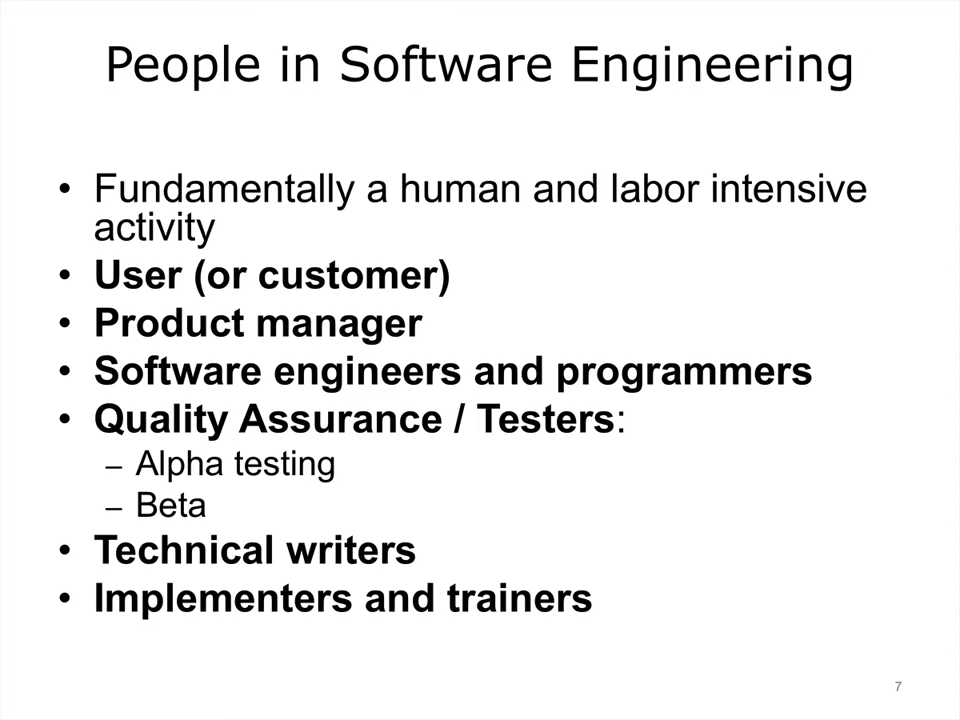 People in Software Engineering
• Fundamentally a human and labor intensive
activity
• User (or customer)
• Product manager
• Software engineers and programmers
• Quality Assurance / Testers:
– Alpha testing
– Beta
• Technical writers
• Implementers and trainers
7